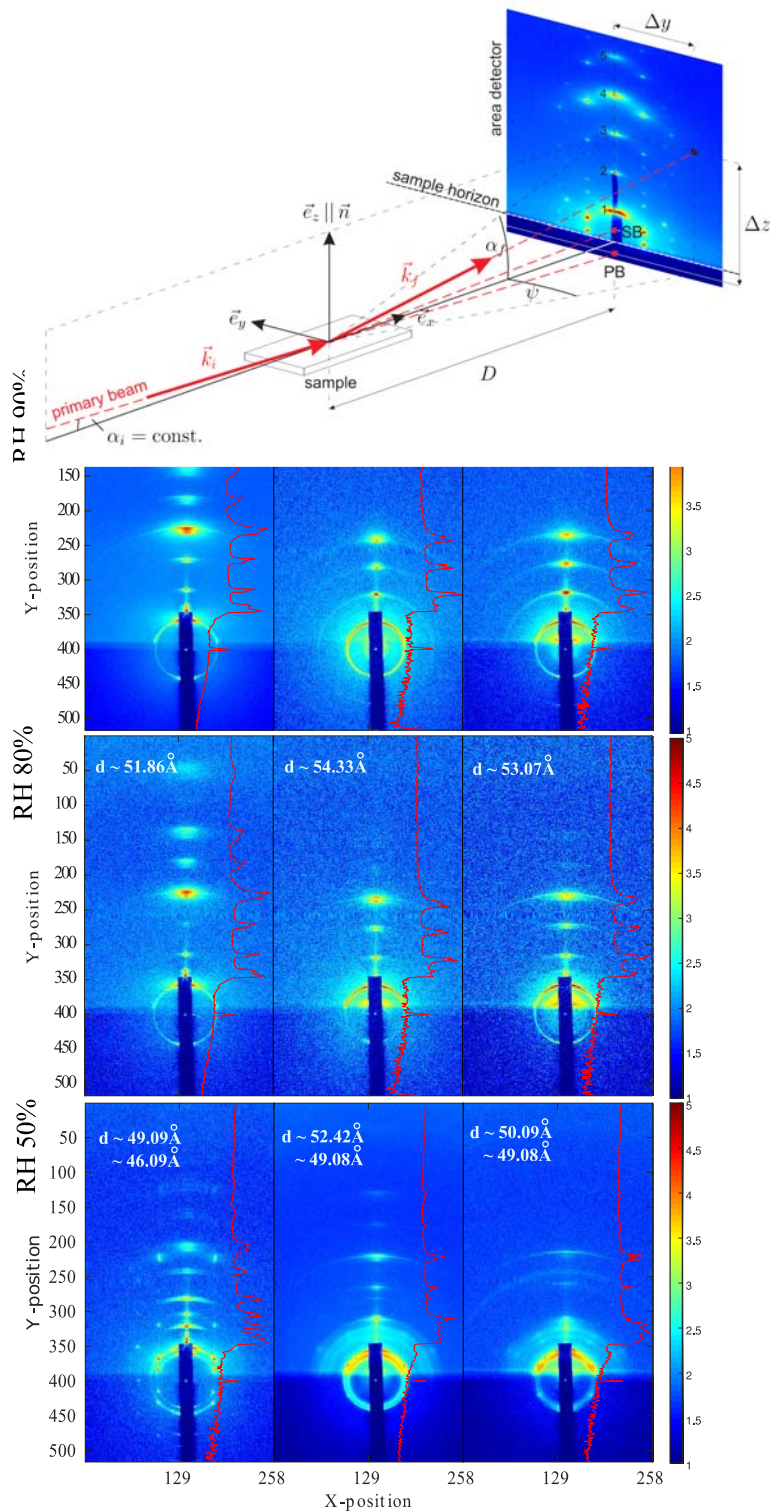 Δy
area detector
5
4
3
2
1
sample horizon
SB
PB
Δz
e⃗z || n⃗
αf
k⃗f
ψ
e⃗y
e⃗x
k⃗i
sample
D
primary beam
αi = const.
150
200
250
300
350
400
450
500
Y-position
3.5
3
2.5
2
1.5
1
RH 80%
d ~ 51.86Å
d ~ 54.33Å
d ~ 53.07Å
50
100
150
200
250
300
350
400
450
500
Y-position
5
4.5
4
3.5
3
2.5
2
1.5
1
RH 50%
d ~ 49.09Å
~ 46.09Å
d ~ 52.42Å
~ 49.08Å
d ~ 50.09Å
~ 49.08Å
50
100
150
200
250
300
350
400
450
500
Y-position
5
4.5
4
3.5
3
2.5
2
1.5
1
129 258 129 258 129 258
X-position